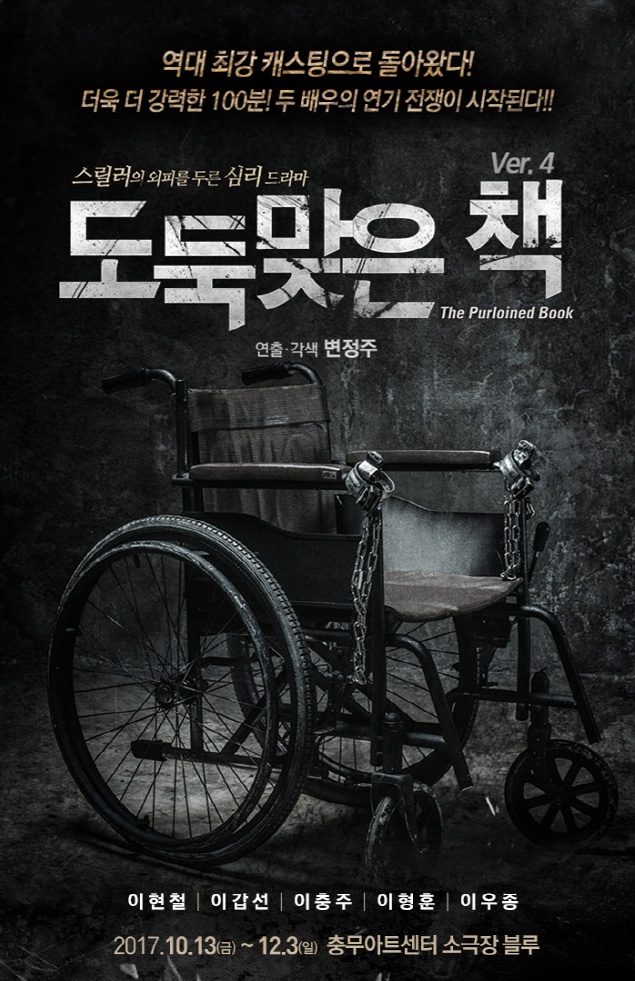 역대 최강 캐스팅으로 돌아왔다!
더욱 더 강력한 100분! 두 배우의 연기 전쟁이 시작된다!!
Ver. 4
스릴러의 외피를 두른 심리 드라마
도둑맞은 책
The Purloined Book
연출·각색 변정주
이현철 | 이갑선 | 이충주 | 이형훈 | 이우종
2017.10.13(금) ~ 12.3(일) 충무아트센터 소극장 블루